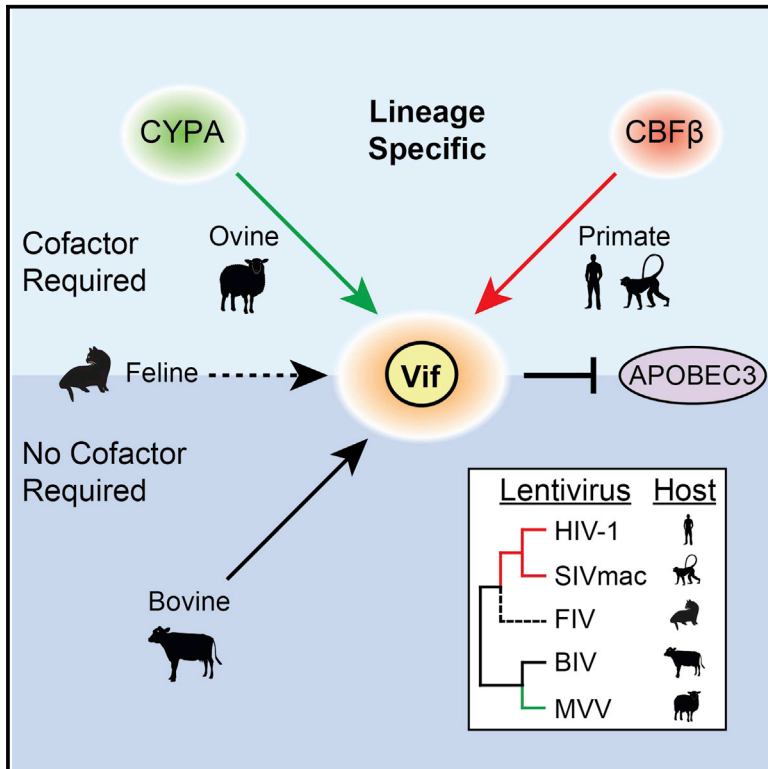 CYPA
Lineage
Specific
CBFβ
Cofactor
Required
Ovine
Primate
Feline
Vif
APOBEC3
No Cofactor
Required
Bovine
Lentivirus Host
HIV-1
SIVmac
FIV
BIV
MVV